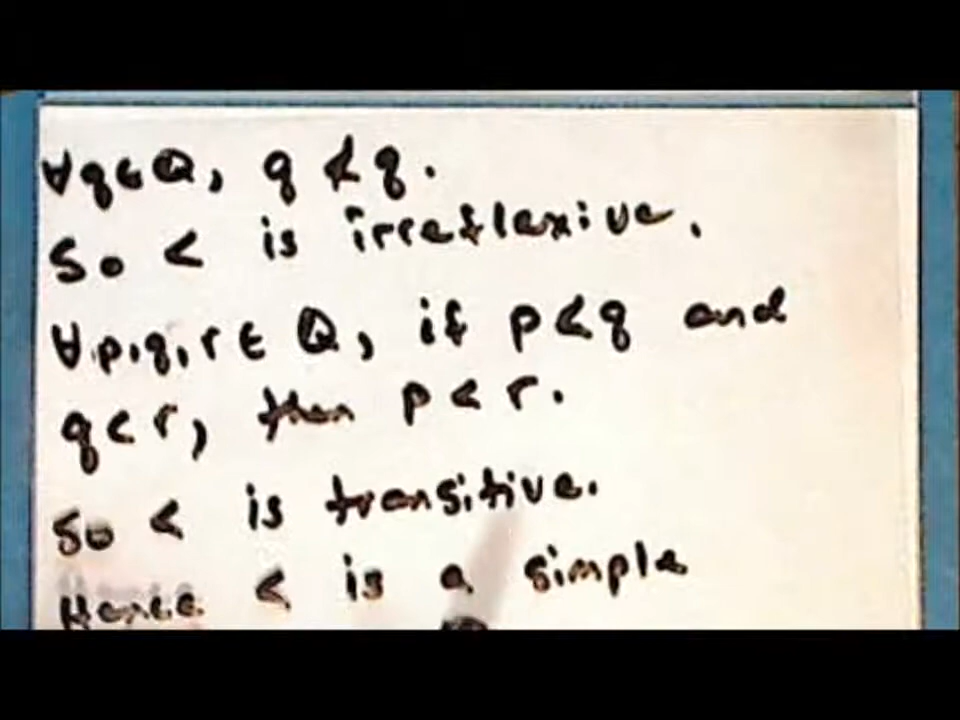 ∀q∈Q, q ≮ q.
So < is irreflexive.
∀p,q,r ∈ Q, if p<q and
q<r, then p<r.
So < is transitive.
Hence < is a simple